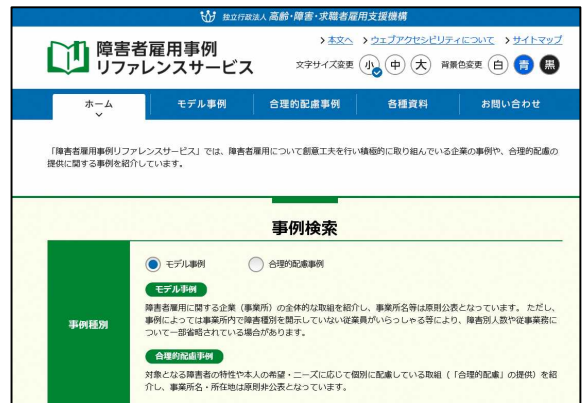 独立行政法人 高齢・障害・求職者雇用支援機構
本文へ ウェブアクセシビリティについて サイトマップ
障害者雇用事例
リファレンスサービス
文字サイズ変更 小 中 大 背景色変更 白 青 黒
ホーム モデル事例 合理的配慮事例 各種資料 お問い合わせ
「障害者雇用事例リファレンスサービス」では、障害者雇用について創意工夫を行い積極的に取り組んでいる企業の事例や、合理的配慮の
提供に関する事例を紹介しています。
事例検索
事例種別
モデル事例 合理的配慮事例
モデル事例
障害者雇用に関する企業（事業所）の全体的な取組を紹介し、事業所名等は原則公表となっています。 ただし、
事例によっては事業所内で障害種別を開示していない従業員がいらっしゃる等により、障害別人数や従事業務に
ついて一部省略されている場合があります。
合理的配慮事例
対象となる障害者の特性や本人の希望・ニーズに応じて個別に配慮している取組（「合理的配慮」の提供）を紹
介し、事業所名・所在地は原則非公表となっています。